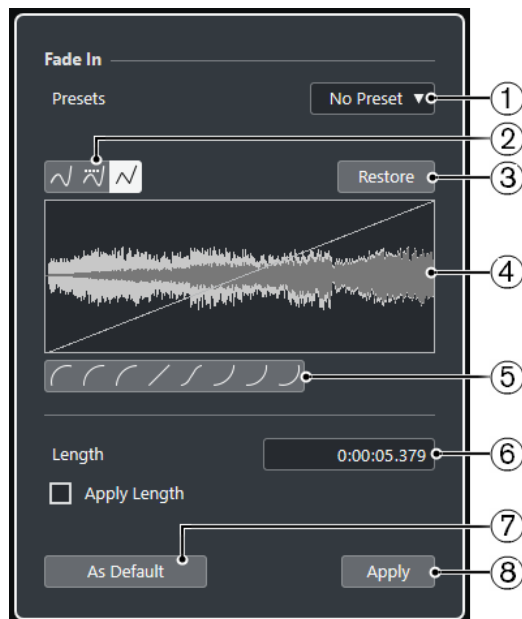 Fade In
Presets
No Preset ▼
1
2
Restore
3
4
5
Length
0:00:05.379
6
Apply Length
7
As Default
Apply
8